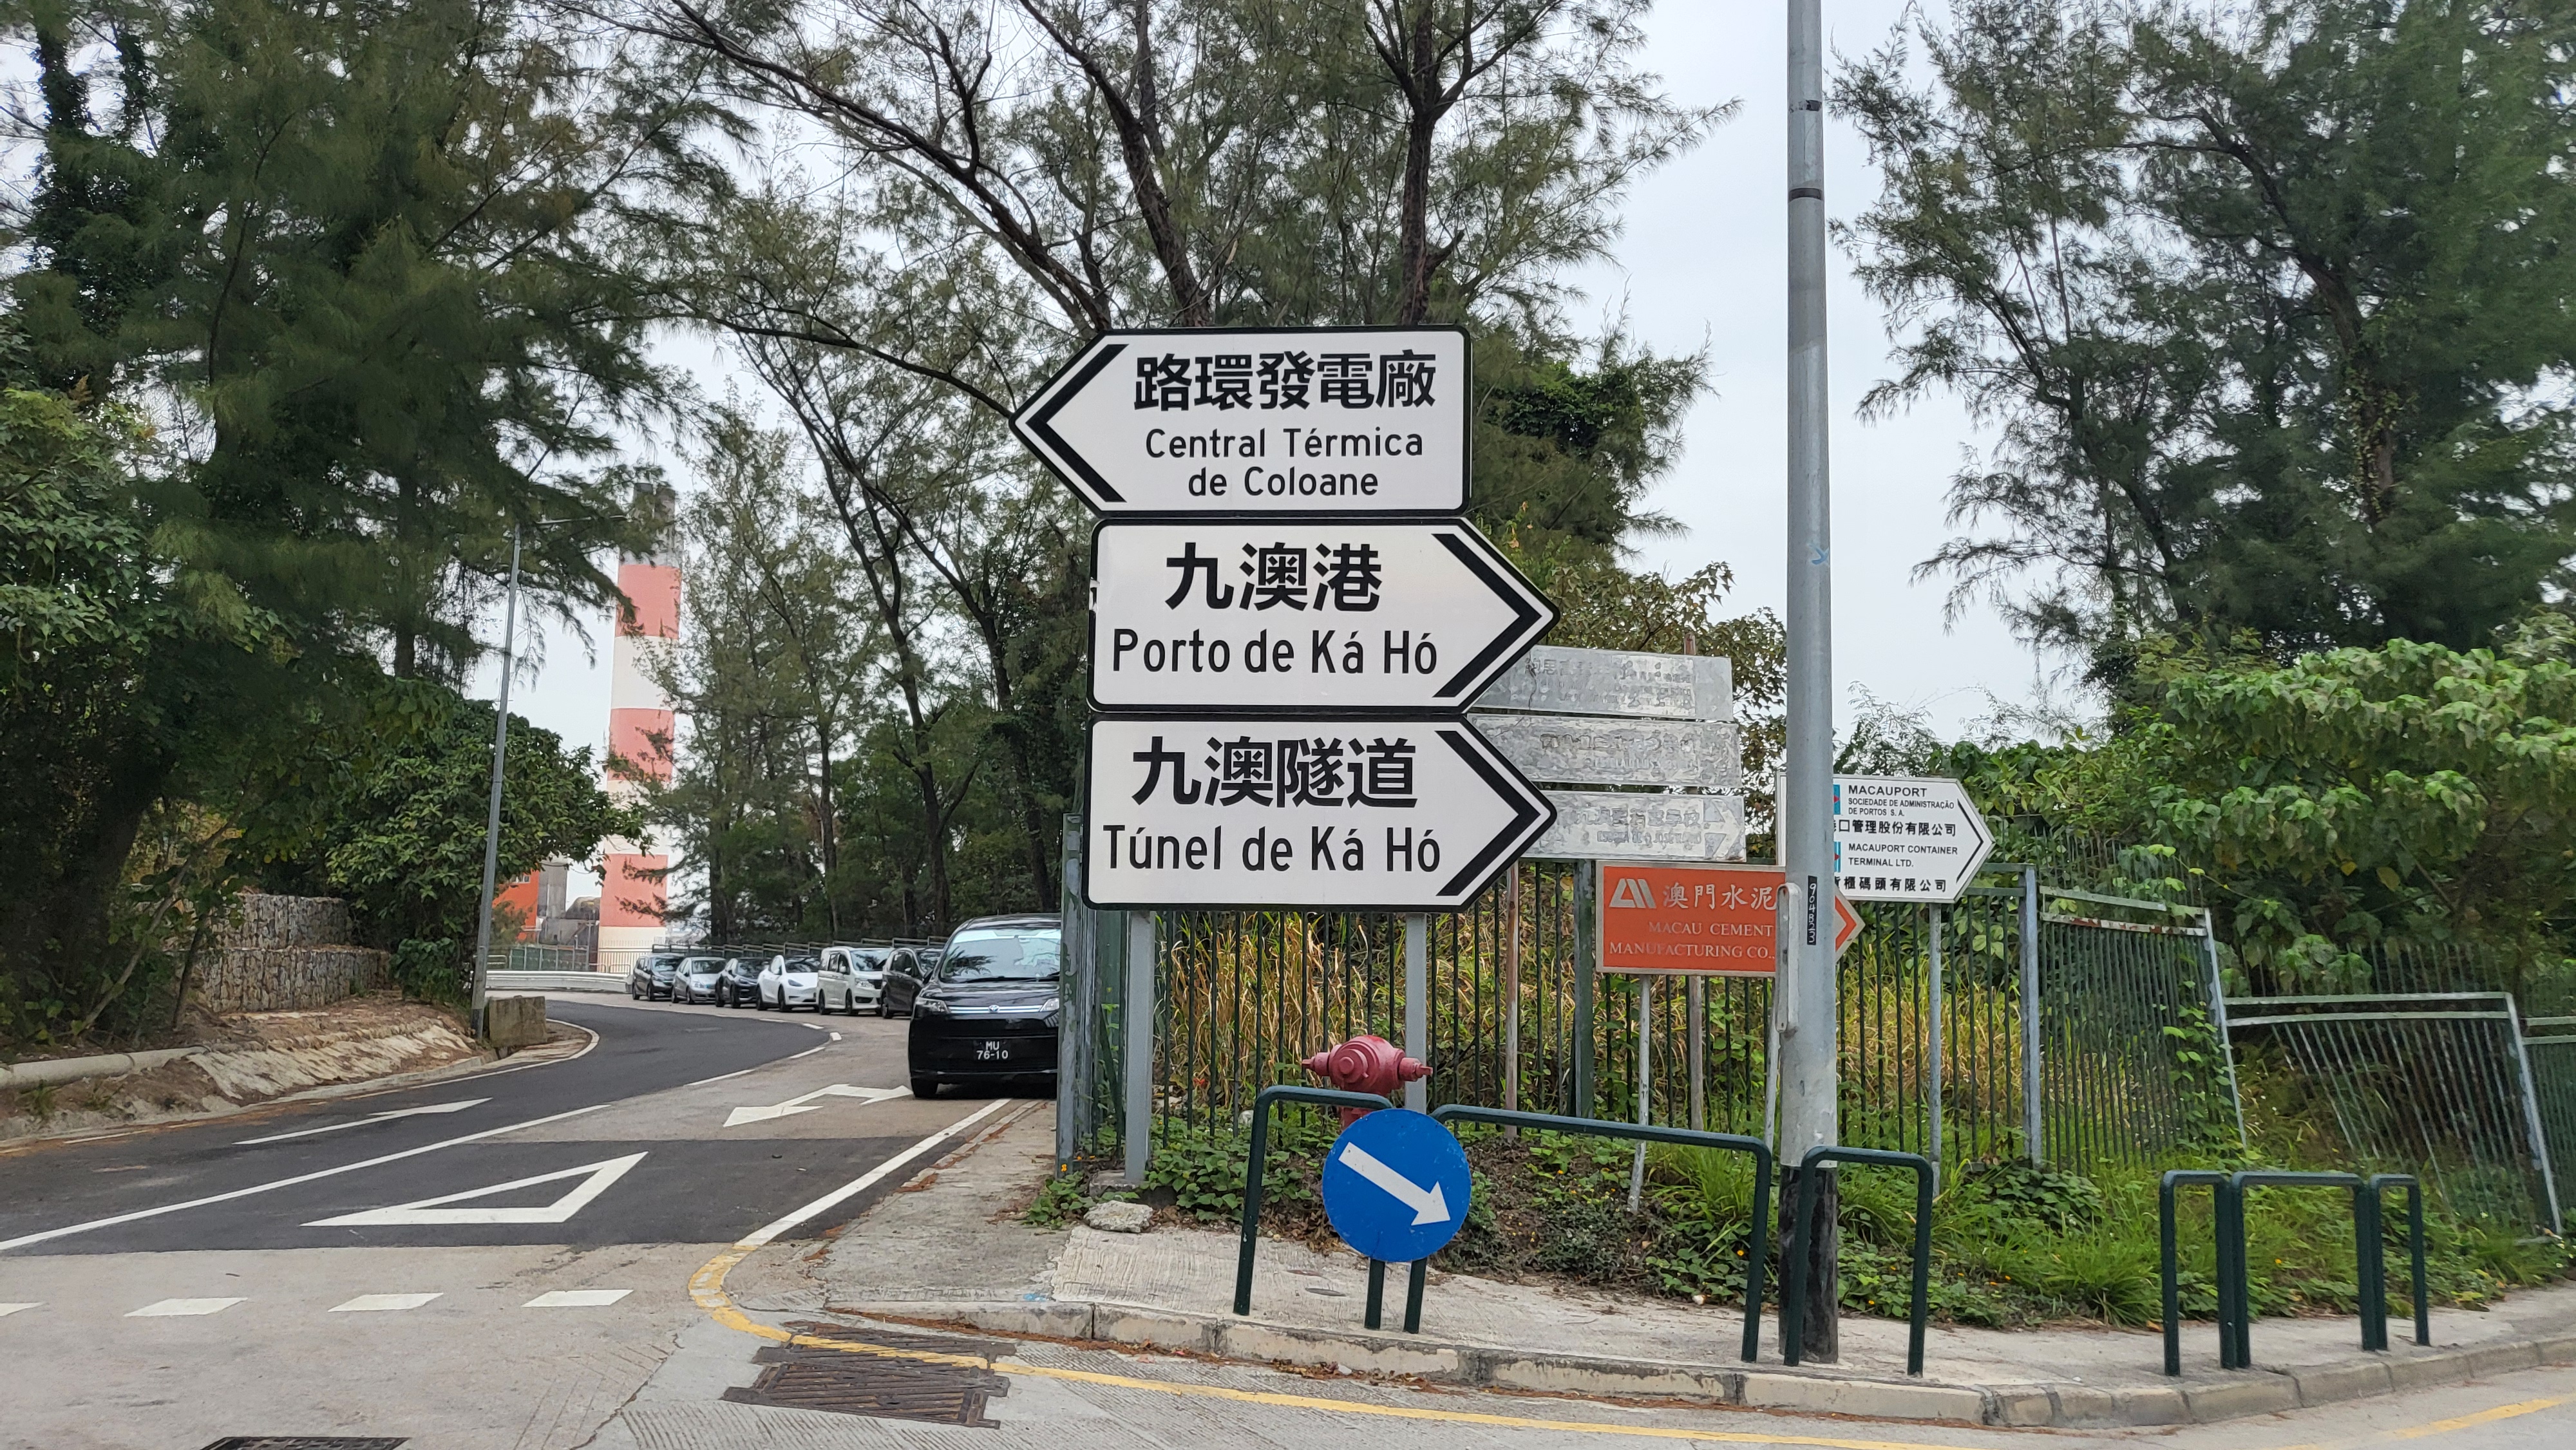 路環發電廠
Central Térmica
de Coloane
九澳港
Porto de Ká Hó
九澳隧道
Túnel de Ká Hó
MACAUPORT
SOCIEDADE DE ADMINISTRAÇÃO
DE PORTOS S. A.
口管理股份有限公司
MACAUPORT CONTAINER
TERMINAL LTD.
櫃碼頭有限公司
澳門水泥
MACAU CEMENT
MANUFACTURING CO.,
MU
76-10